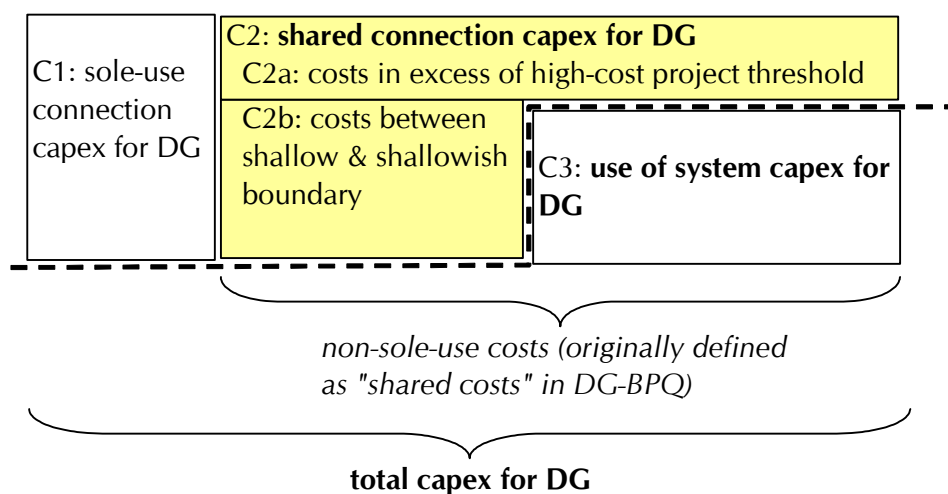 C1: sole-use
connection
capex for DG
C2: shared connection capex for DG
C2a: costs in excess of high-cost project threshold
C2b: costs between
shallow & shallowish
boundary
C3: use of system capex for
DG
non-sole-use costs (originally defined
as "shared costs" in DG-BPQ)
total capex for DG